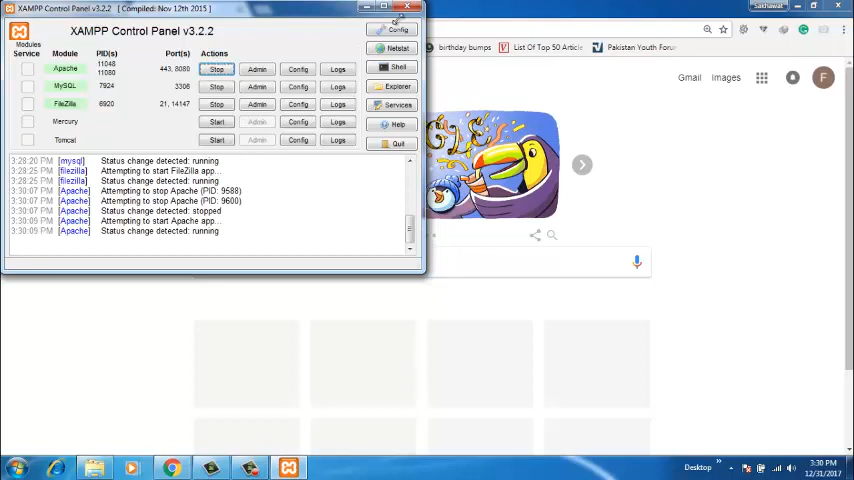 XAMPP Control Panel v3.2.2 [ Compiled: Nov 12th 2015 ]
Sakhawat
XAMPP Control Panel v3.2.2
Config
Modules
Service Module PID(s) Port(s) Actions
Netstat
Apache 11048 11080 443, 8080 Stop Admin Config Logs
Shell
MySQL 7924 3306 Stop Admin Config Logs
Explorer
FileZilla 6920 21, 14147 Stop Admin Config Logs
Services
Mercury Start Admin Config Logs
Help
Tomcat Start Admin Config Logs
Quit
3:28:20 PM [mysql] Status change detected: running
3:28:25 PM [filezilla] Attempting to start FileZilla app...
3:28:25 PM [filezilla] Status change detected: running
3:30:07 PM [Apache] Attempting to stop Apache (PID: 9588)
3:30:07 PM [Apache] Attempting to stop Apache (PID: 9600)
3:30:07 PM [Apache] Status change detected: stopped
3:30:09 PM [Apache] Attempting to start Apache app...
3:30:09 PM [Apache] Status change detected: running
birthday bumps List Of Top 50 Articl Pakistan Youth Foru
Gmail Images F
Desktop
3:30 PM
12/31/2017